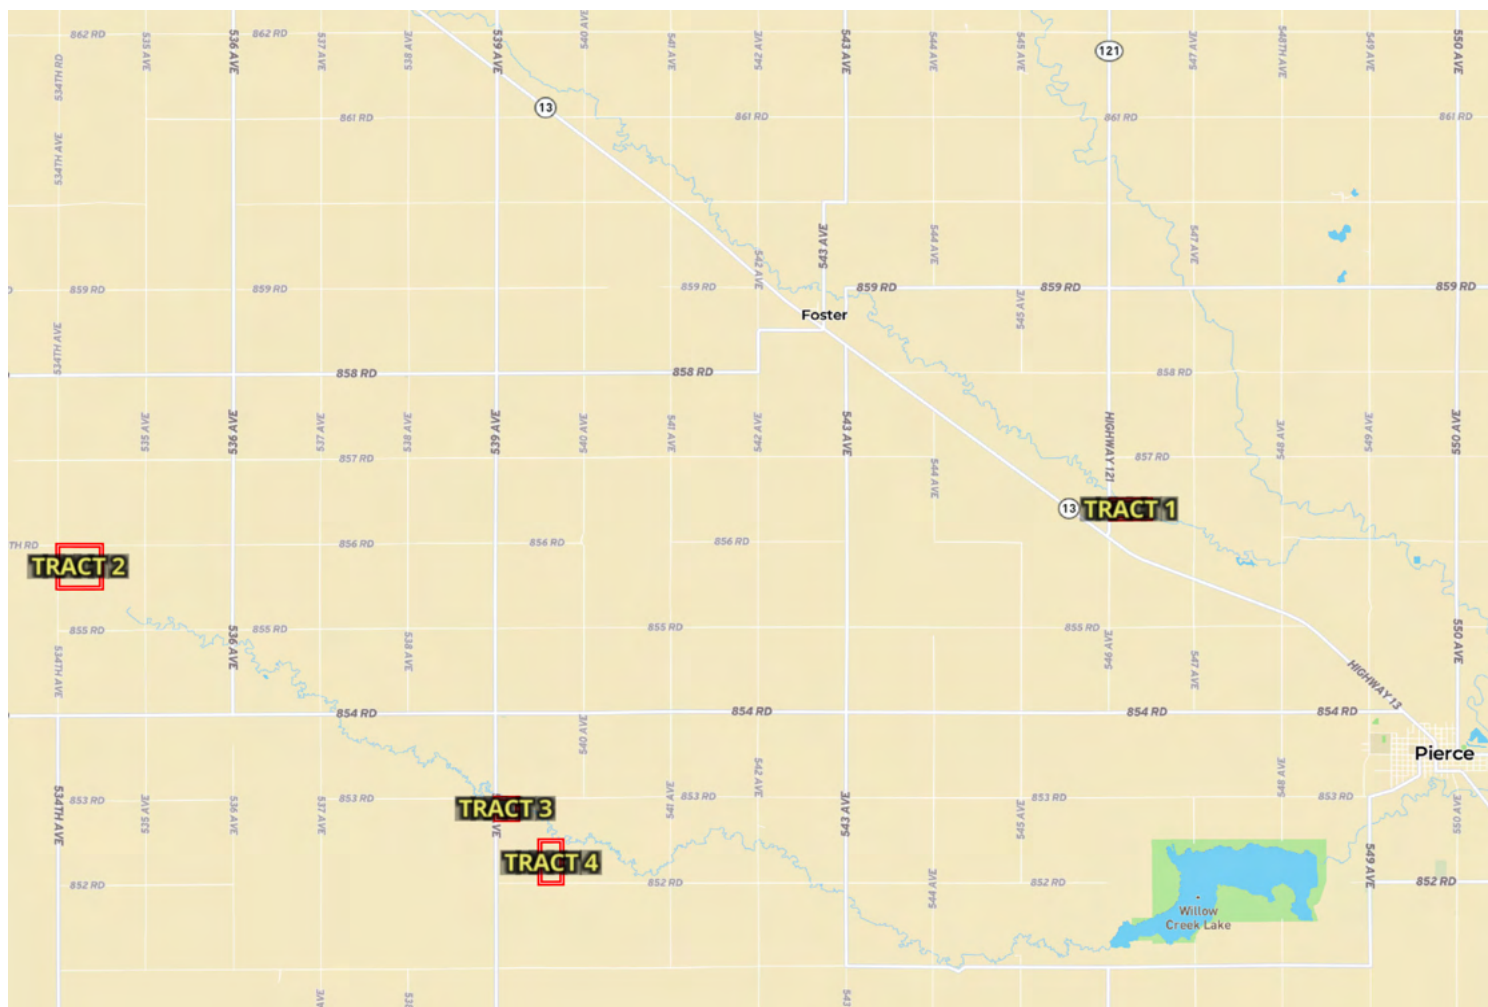 862 RD
535 AVE
536 AVE
862 RD
537 AVE
538 AVE
539 AVE
540 AVE
541 AVE
862 RD
542 AVE
543 AVE
544 AVE
545 AVE
121
547 AVE
548TH AVE
549 AVE
550 AVE
534TH RD
13
861 RD
861 RD
861 RD
861 RD
534TH AVE
534TH AVE
543 AVE
544 AVE
547 AVE
542 AVE
859 RD
859 RD
859 RD
859 RD
859 RD
859 RD
545 AVE
Foster
534TH AVE
858 RD
858 RD
858 RD
535 AVE
536 AVE
537 AVE
538 AVE
539 AVE
540 AVE
541 AVE
542 AVE
543 AVE
544 AVE
HIGHWAY 121
548 AVE
549 AVE
550 AVE
857 RD
857 RD
857 RD
13
TRACT 1
TH RD
856 RD
856 RD
856 RD
TRACT 2
855 RD
855 RD
855 RD
855 RD
534TH AVE
536 AVE
538 AVE
546 AVE
547 AVE
550 AVE
HIGHWAY 13
854 RD
854 RD
854 RD
854 RD
540 AVE
Pierce
534TH AVE
853 RD
535 AVE
536 AVE
537 AVE
853 RD
TRACT 3
541 AVE
853 RD
542 AVE
543 AVE
545 AVE
853 RD
548 AVE
853 RD
550 AVE
TRACT 4
852 RD
852 RD
544 AVE
852 RD
549 AVE
852 RD
Willow
Creek Lake